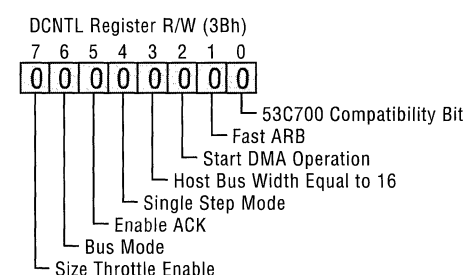 DCNTL Register R/W (3Bh)
7 6 5 4 3 2 1 0
0 0 0 0 0 0 0 0
53C700 Compatibility Bit
Fast ARB
Start DMA Operation
Host Bus Width Equal to 16
Single Step Mode
Enable ACK
Bus Mode
Size Throttle Enable